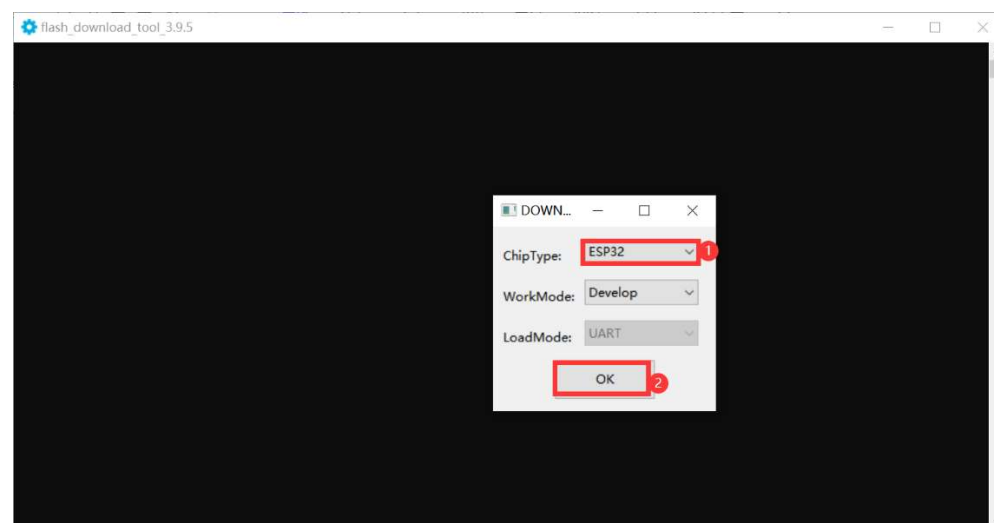 flash_download_tool_3.9.5
DOWN...
ChipType: ESP32 1
WorkMode: Develop
LoadMode: UART
OK 2